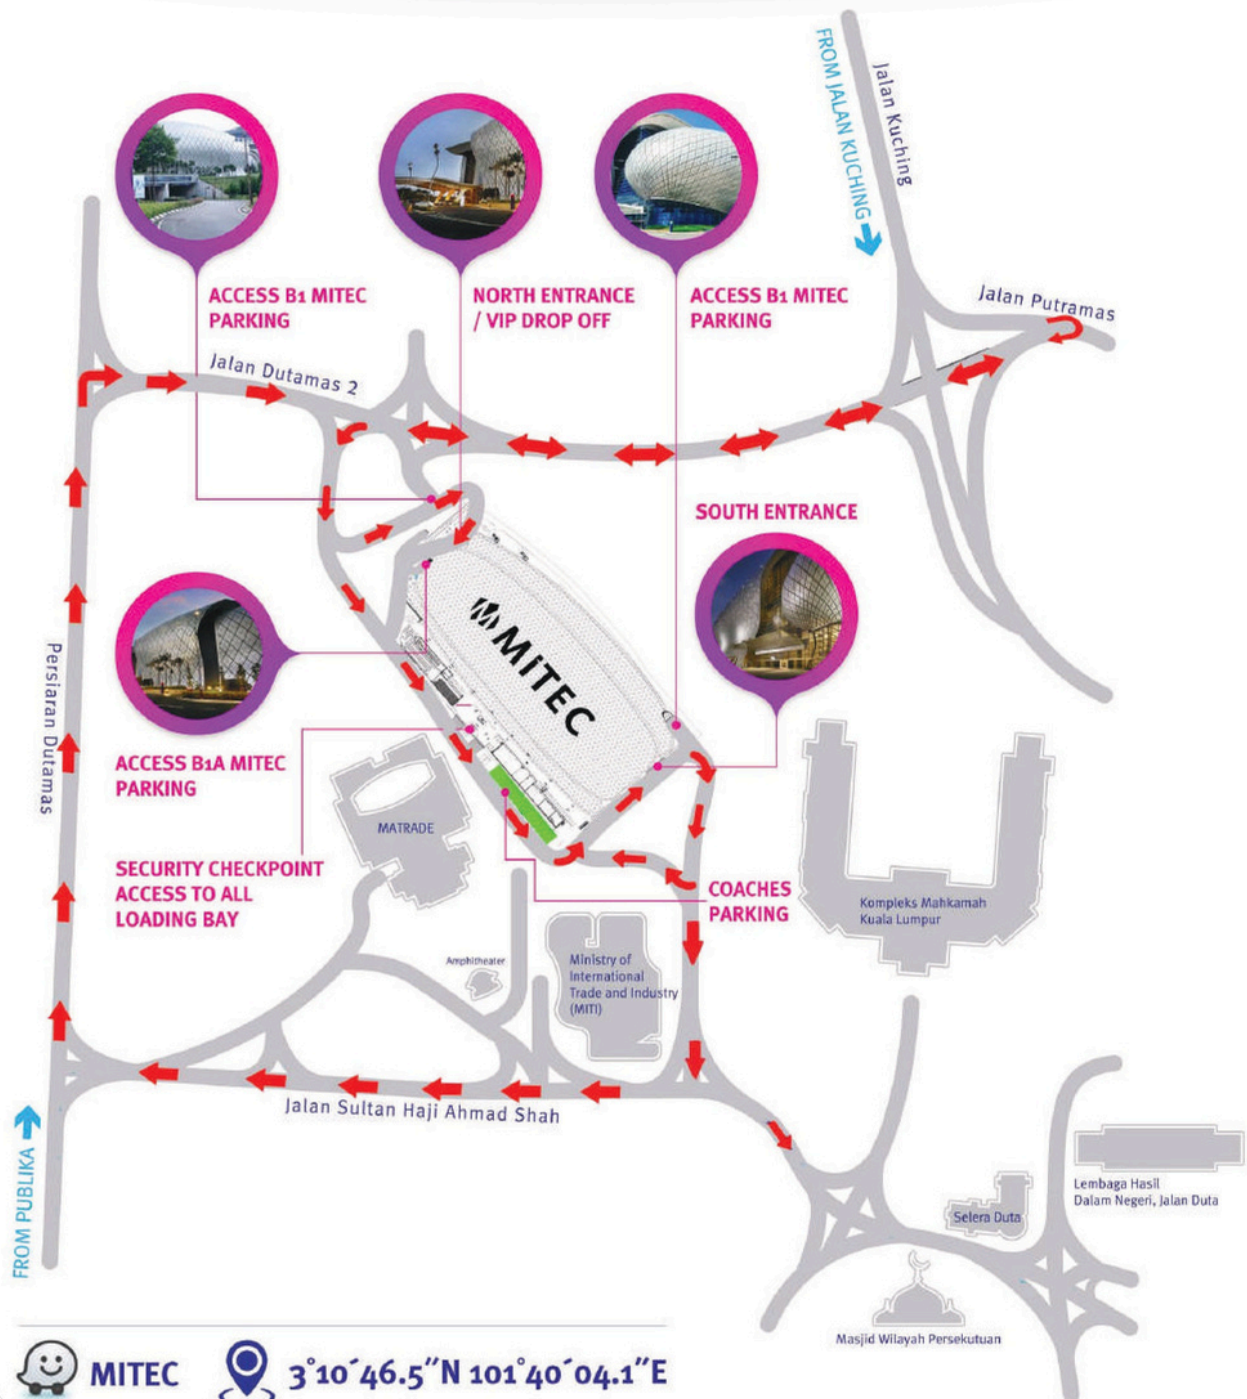 FROM JALAN KUCHING
Jalan Kuching
ACCESS B1 MITEC
PARKING
NORTH ENTRANCE
/ VIP DROP OFF
ACCESS B1 MITEC
PARKING
Jalan Putramas
Jalan Dutamas 2
SOUTH ENTRANCE
MiTEC
Persiaran Dutamas
ACCESS B1A MITEC
PARKING
MATRADE
SECURITY CHECKPOINT
ACCESS TO ALL
LOADING BAY
COACHES
PARKING
Kompleks Mahkamah
Kuala Lumpur
Amphitheater
Ministry of
International
Trade and Industry
(MITI)
Jalan Sultan Haji Ahmad Shah
FROM PUBLIKA
Lembaga Hasil
Dalam Negeri, Jalan Duta
Selera Duta
Masjid Wilayah Persekutuan
MITEC
3°10´46.5”N 101°40´04.1”E